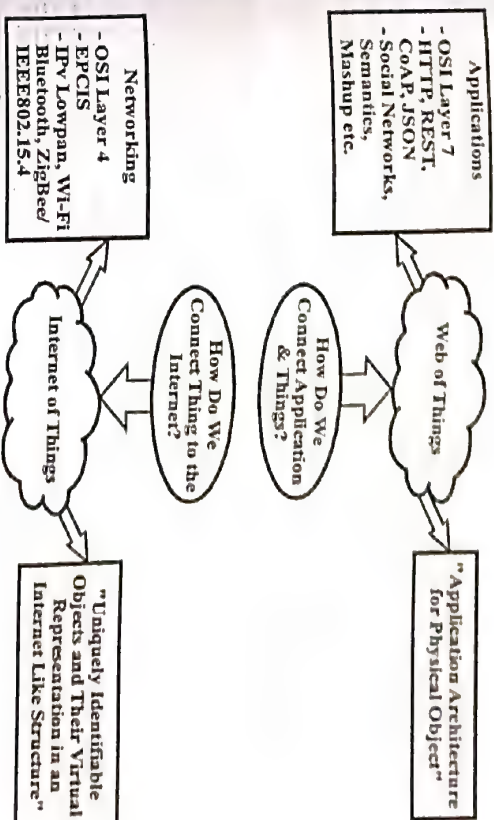 Applications
- OSI Layer 7
- HTTP, REST,
CoAP, JSON
- Social Networks,
Semantics,
Mashup etc.
Web of Things
"Application Architecture
for Physical Object"
How Do We
Connect Application
& Things?
How Do We
Connect Thing to the
Internet?
Networking
- OSI Layer 4
- EPCIS
- IPv Lowpan, Wi-Fi
Bluetooth, ZigBee/
IEEE802.15.4
Internet of Things
"Uniquely Identifiable
Objects and Their Virtual
Representation in an
Internet Like Structure"